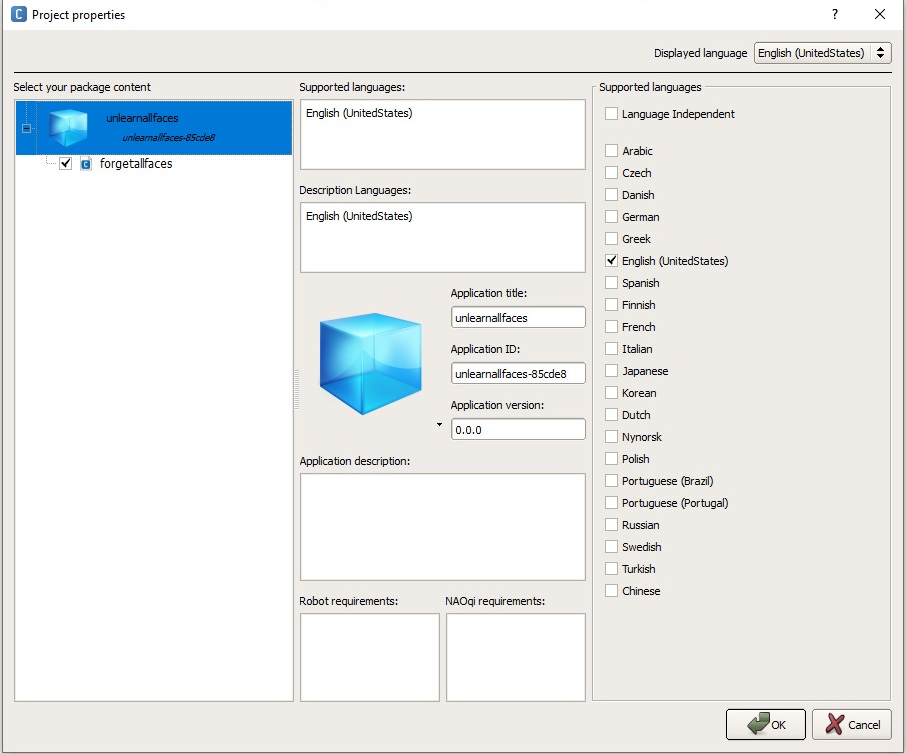 Project properties
Displayed language English (UnitedStates)
Select your package content
unlearnallfaces
unlearnallfaces-85cde8
forgetallfaces
Supported languages:
English (UnitedStates)
Description Languages:
English (UnitedStates)
Application title:
unlearnallfaces
Application ID:
unlearnallfaces-85cde8
Application version:
0.0.0
Application description:
Robot requirements:
NAOqi requirements:
Supported languages
Language Independent
Arabic
Czech
Danish
German
Greek
English (UnitedStates)
Spanish
Finnish
French
Italian
Japanese
Korean
Dutch
Nynorsk
Polish
Portuguese (Brazil)
Portuguese (Portugal)
Russian
Swedish
Turkish
Chinese
OK
Cancel